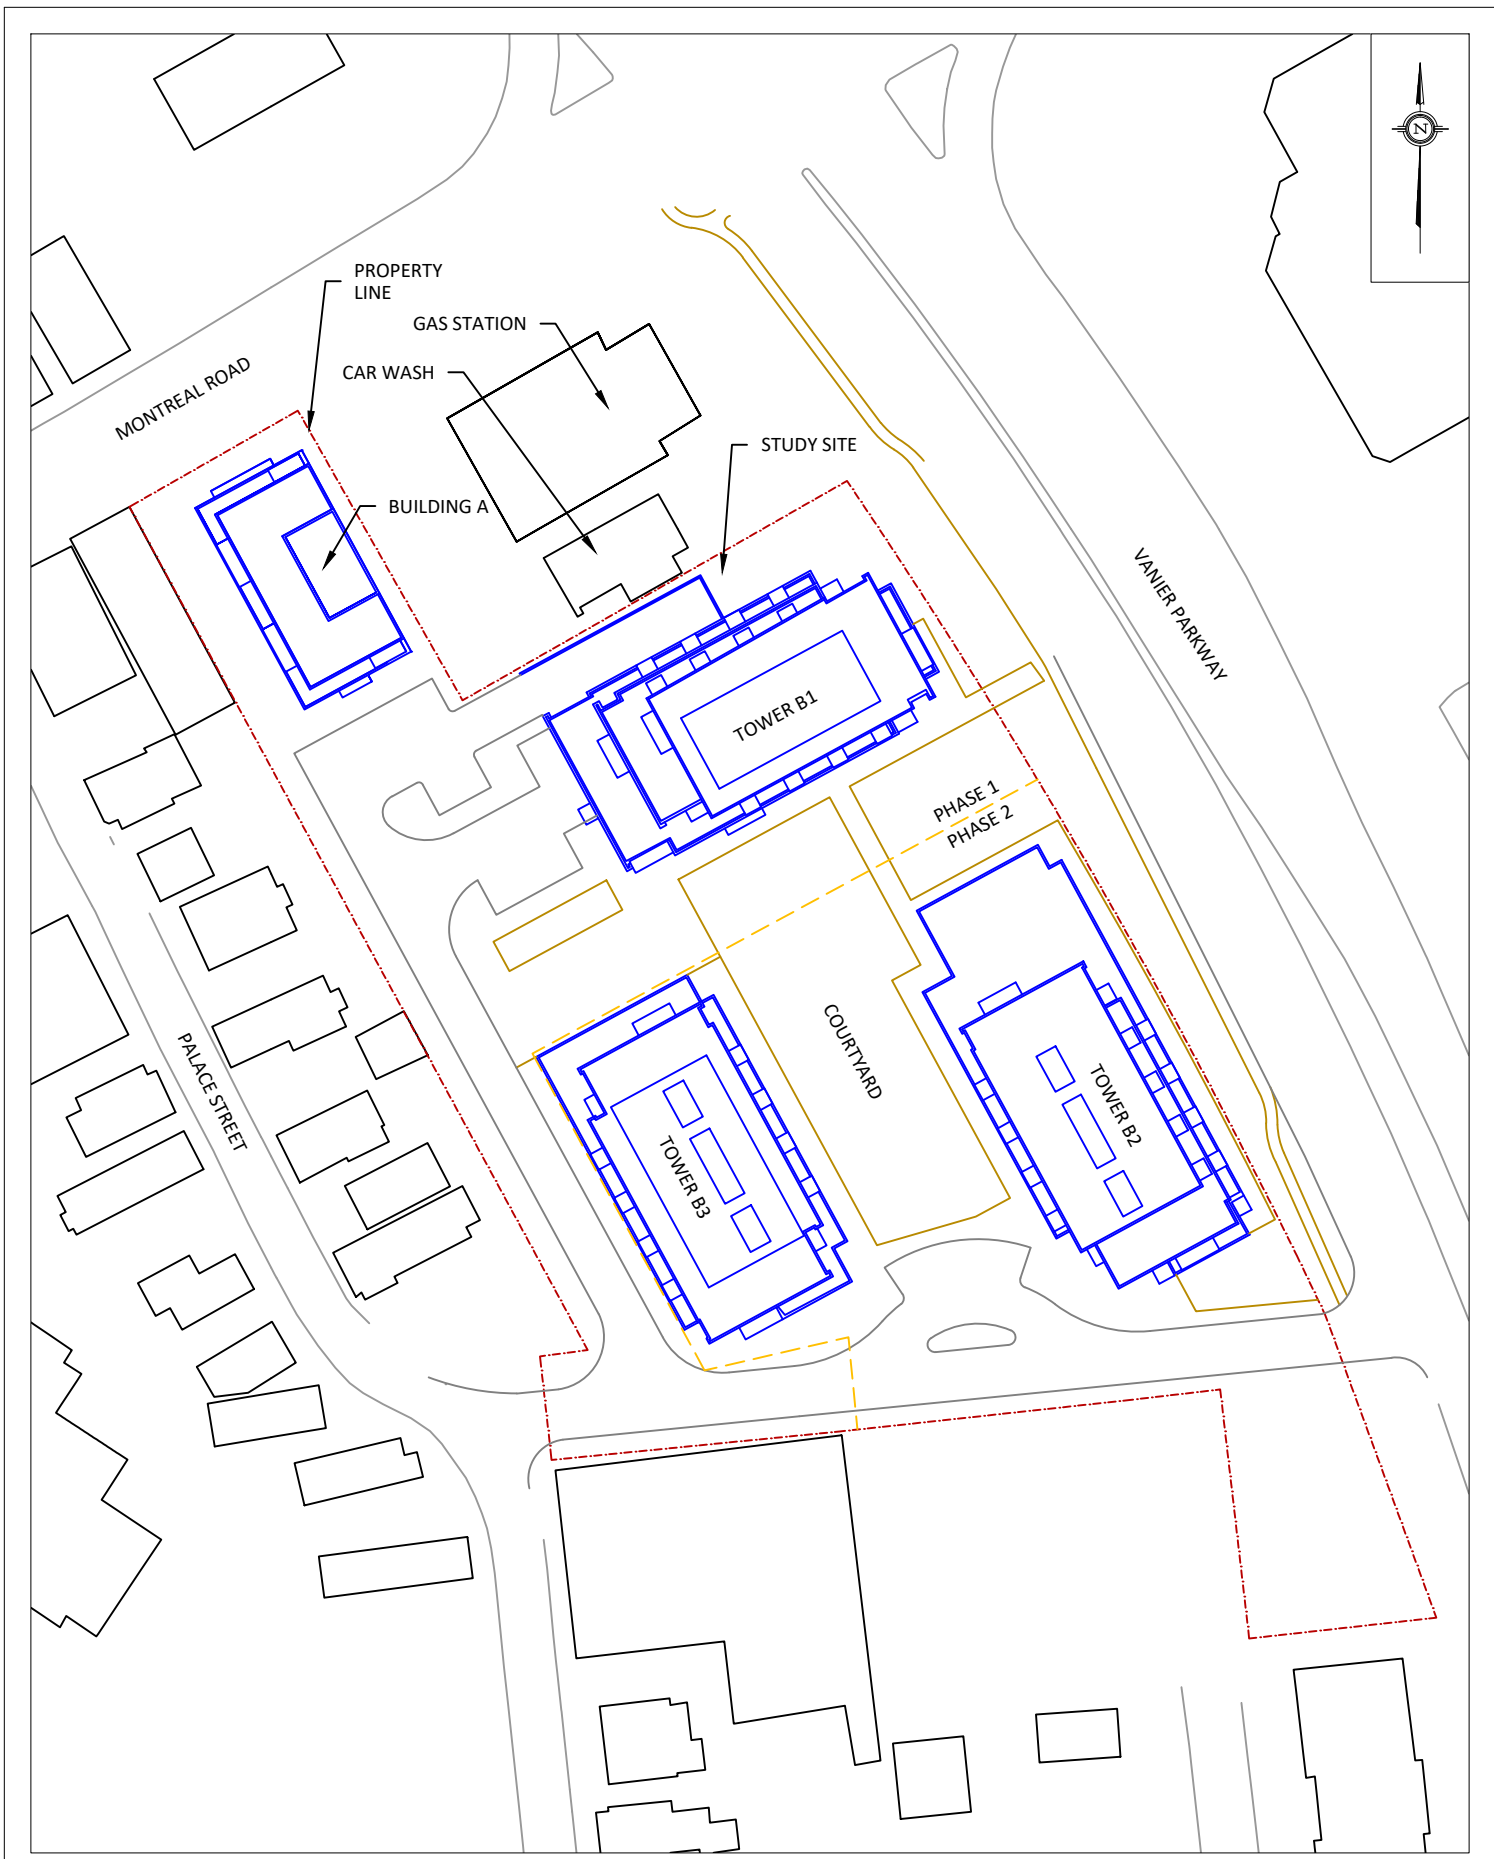 N
PROPERTY
LINE
GAS STATION
CAR WASH
MONTREAL ROAD
STUDY SITE
BUILDING A
VANIER PARKWAY
TOWER B1
PHASE 1
PHASE 2
COURTYARD
PALACE STREET
TOWER B2
TOWER B3